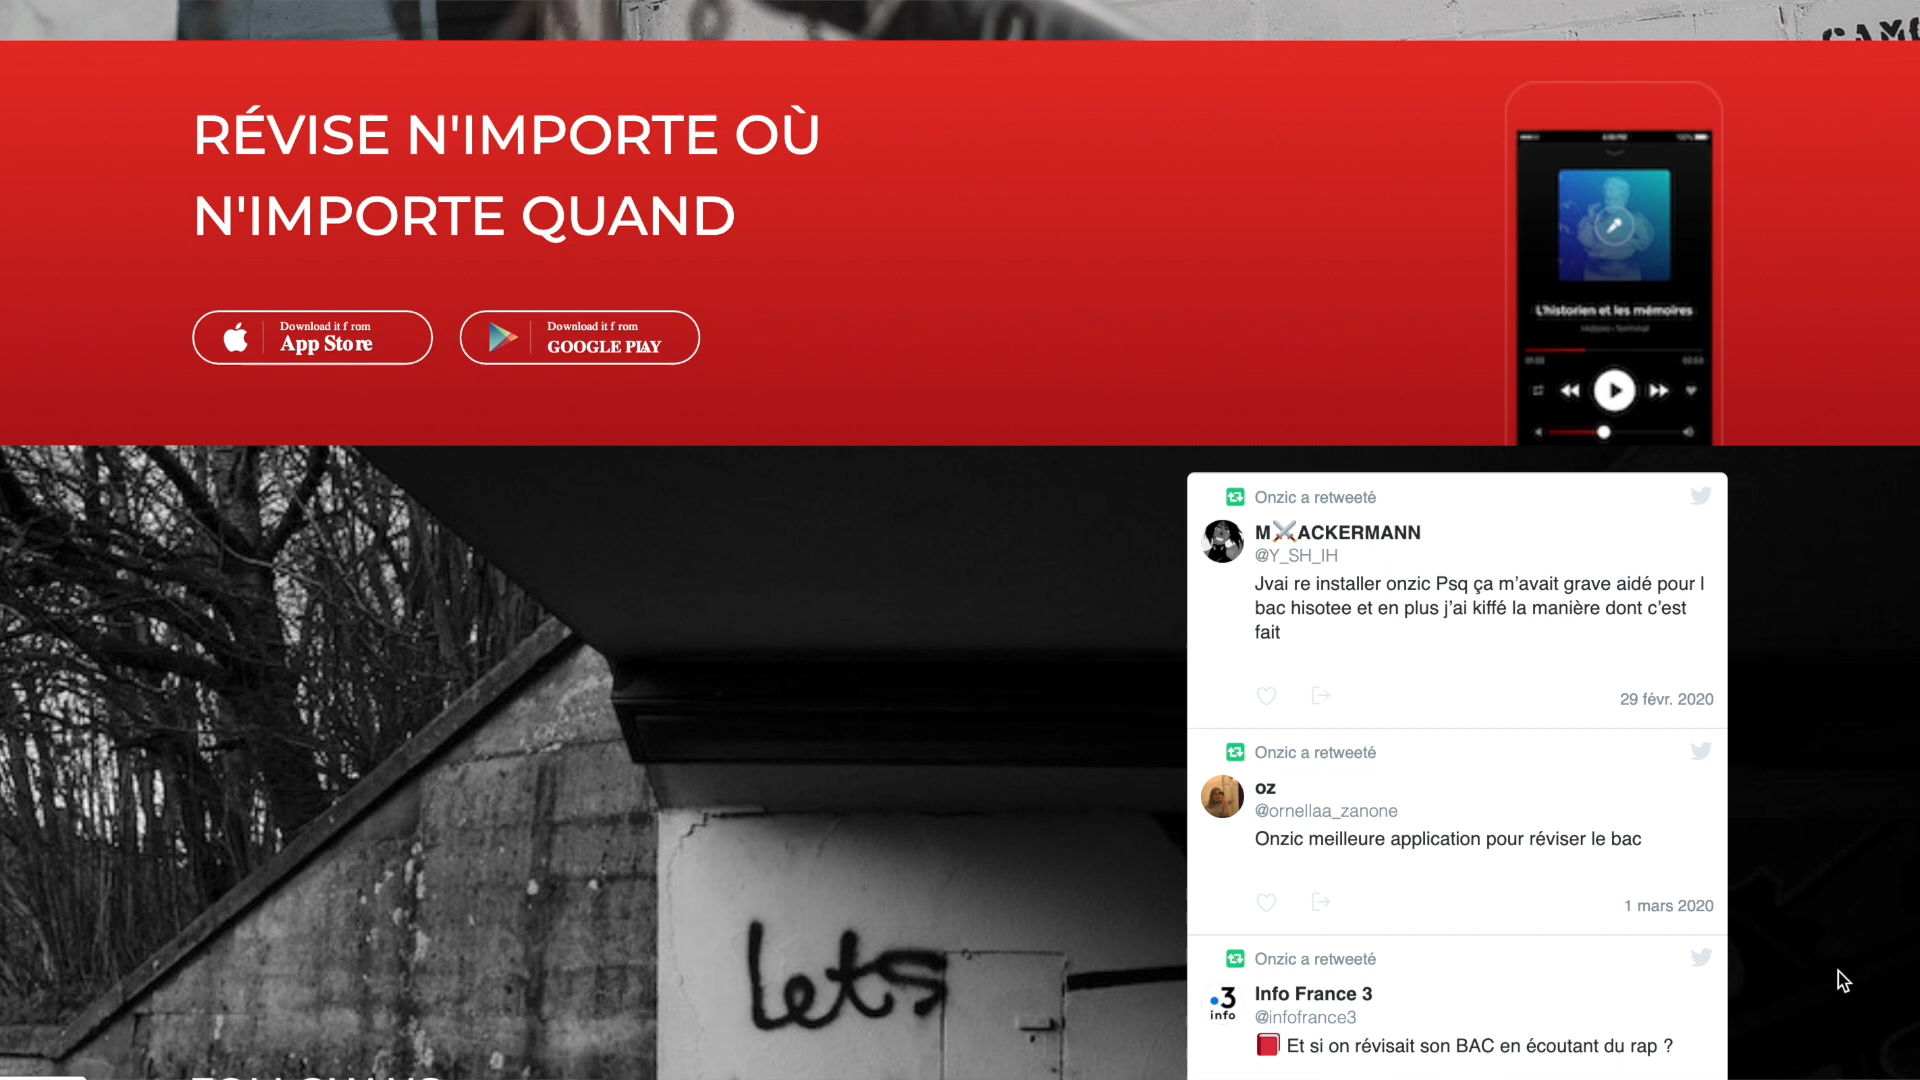 RÉVISE N'IMPORTE OÙ
N'IMPORTE QUAND
Download it f rom
App Store
Download it f rom
GOOGLE PLAY
L'historien et les mémoires
Onzic a retweeté
M⚔️ACKERMANN
@Y_SH_IH
Jvai re installer onzic Psq ça m’avait grave aidé pour l
bac hisotee et en plus j’ai kiffé la manière dont c’est
fait
29 févr. 2020
Onzic a retweeté
oz
@ornellaa_zanone
Onzic meilleure application pour réviser le bac
1 mars 2020
Onzic a retweeté
3
info
Info France 3
@infofrance3
📕 Et si on révisait son BAC en écoutant du rap ?
lets